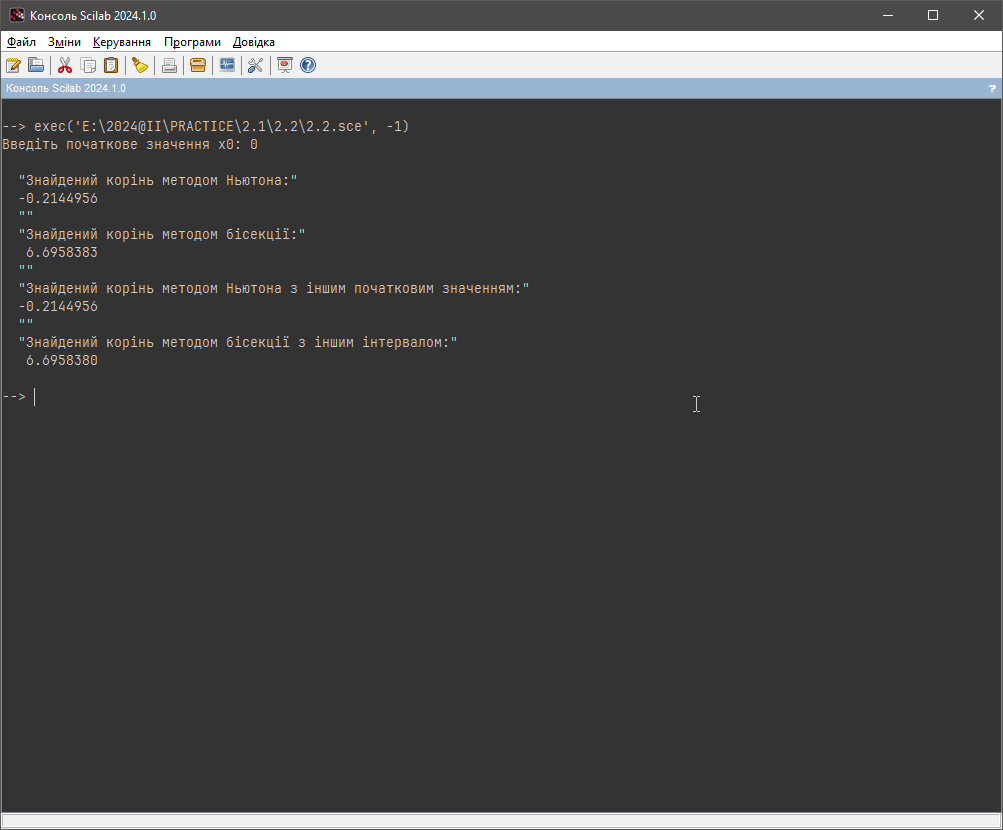 Консоль Scilab 2024.1.0
Файл Зміни Керування Програми Довідка
Консоль Scilab 2024.1.0 ?
--> exec('E:\2024@II\PRACTICE\2.1\2.2\2.2.sce', -1)
Введіть початкове значення x0: 0
"Знайдений корінь методом Ньютона:"
-0.2144956
""
"Знайдений корінь методом бісекції:"
6.6958383
""
"Знайдений корінь методом Ньютона з іншим початковим значенням:"
-0.2144956
""
"Знайдений корінь методом бісекції з іншим інтервалом:"
6.6958380
-->